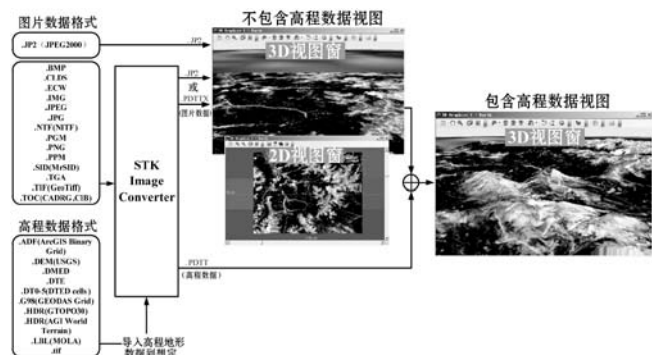 图片数据格式
.JP2（JPEG2000）
.BMP
.CLDS
.ECW
.IMG
.JPEG
.JPG
.NTF(NITF)
.PGM
.PNG
.PPM
.SID(MrSID)
.TGA
.TIF(GeoTiff)
.TOC(CADRG,CIB)
高程数据格式
.ADF(ArcGIS Binary
Grid)
.DEM(USGS)
.DMED
.DTE
.DT0-5(DTED cells)
.G98(GEODAS Grid)
.HDR(GTOPO30)
.HDR(AGI World
Terrain)
.LBL(MOLA)
.tif
STK
Image
Converter
导入高程地形
数据到想定
.JP2
.JP2
或
.PDTTX
(图片数据)
.PDTT
(高程数据)
不包含高程数据视图
3D视图窗
2D视图窗
包含高程数据视图
3D视图窗